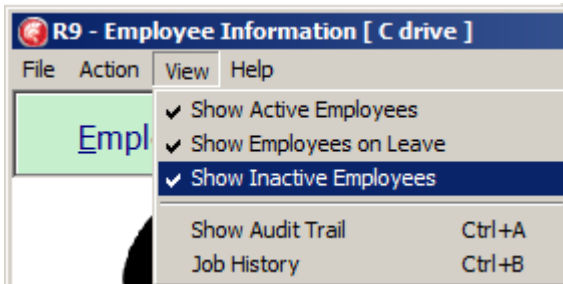 R9 - Employee Information [ C drive ]
File Action View Help
Show Active Employees
Empl
Show Employees on Leave
Show Inactive Employees
Show Audit Trail Ctrl+A
Job History Ctrl+B